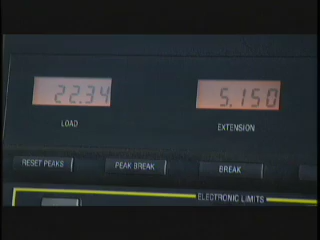 22.34 5.150
LOAD EXTENSION
RESET PEAKS PEAK BREAK BREAK
ELECTRONIC LIMITS